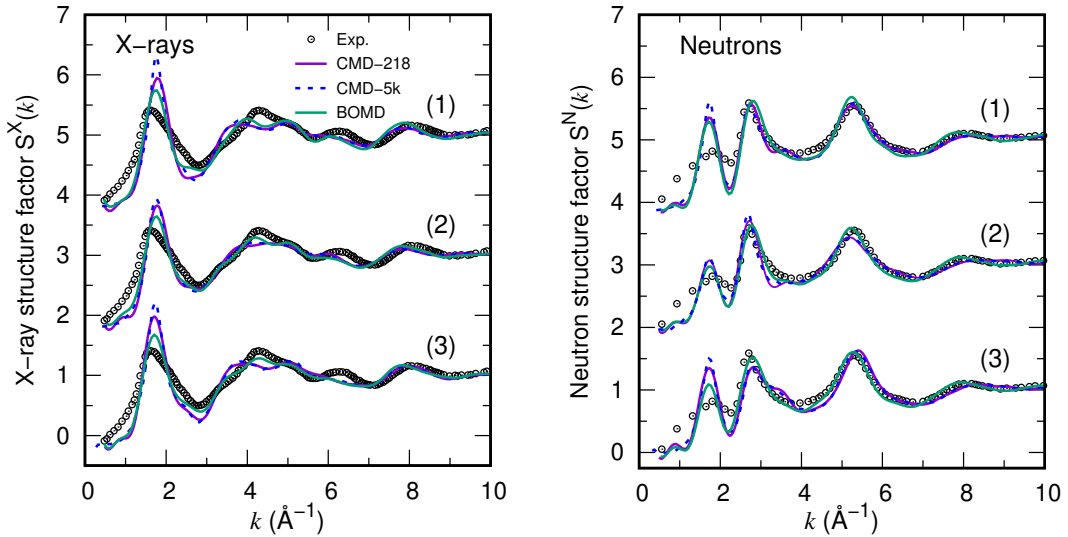 X−rays
Exp.
CMD−218
CMD−5k
BOMD
(1)
(2)
(3)
7
6
5
4
3
2
1
0
0 2 4 6 8 10
k (Å−1)
X−ray structure factor SX(k)
Neutrons
(1)
(2)
(3)
7
6
5
4
3
2
1
0
0 2 4 6 8 10
k (Å−1)
Neutron structure factor SN(k)